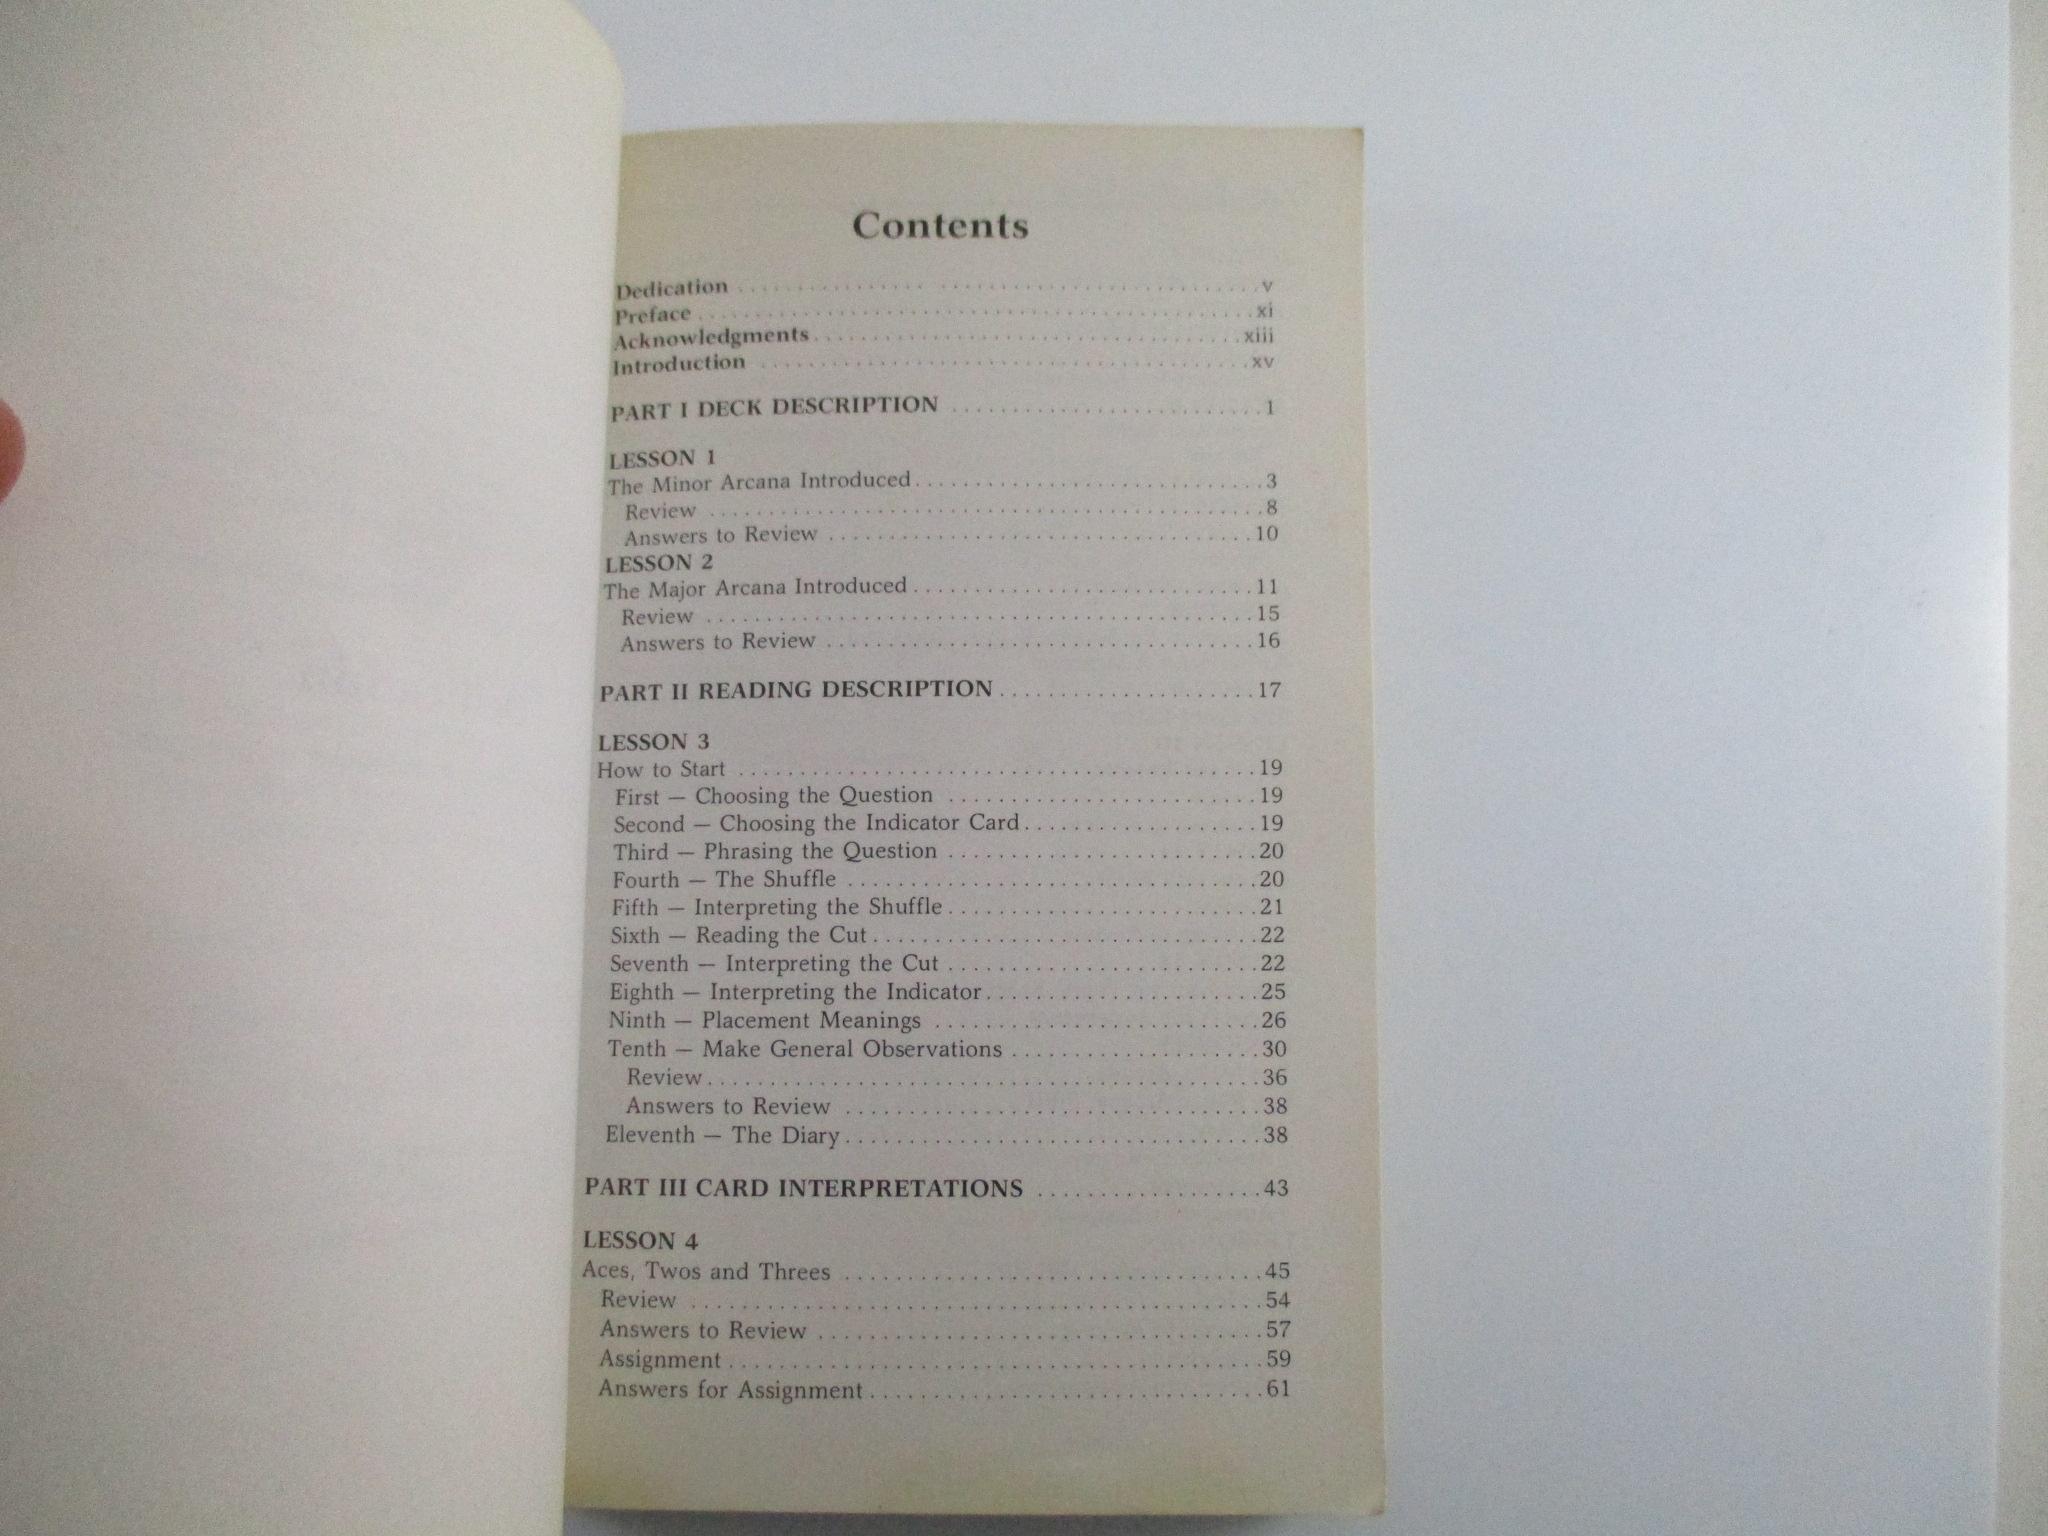 Contents
Dedication ........ v
Preface ........ xi
Acknowledgments ........ xiii
Introduction ........ xv
PART I DECK DESCRIPTION ........ 1
LESSON 1
The Minor Arcana Introduced ........ 3
Review ........ 8
Answers to Review ........ 10
LESSON 2
The Major Arcana Introduced ........ 11
Review ........ 15
Answers to Review ........ 16
PART II READING DESCRIPTION ........ 17
LESSON 3
How to Start ........ 19
First — Choosing the Question ........ 19
Second — Choosing the Indicator Card ........ 19
Third — Phrasing the Question ........ 20
Fourth — The Shuffle ........ 20
Fifth — Interpreting the Shuffle ........ 21
Sixth — Reading the Cut ........ 22
Seventh — Interpreting the Cut ........ 22
Eighth — Interpreting the Indicator ........ 25
Ninth — Placement Meanings ........ 26
Tenth — Make General Observations ........ 30
Review ........ 36
Answers to Review ........ 38
Eleventh — The Diary ........ 38
PART III CARD INTERPRETATIONS ........ 43
LESSON 4
Aces, Twos and Threes ........ 45
Review ........ 54
Answers to Review ........ 57
Assignment ........ 59
Answers for Assignment ........ 61